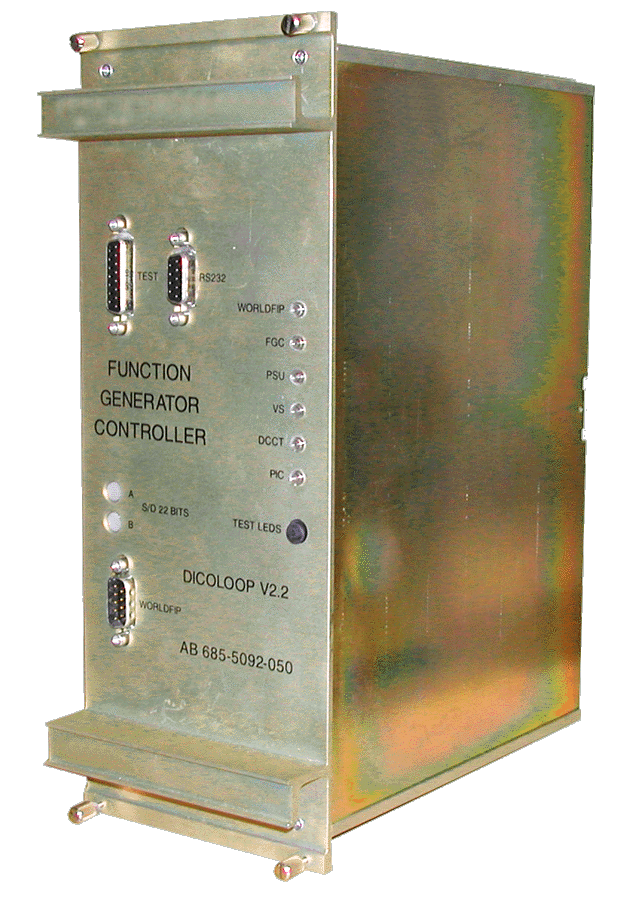 TEST
RS232
WORLDFIP
FGC
PSU
VS
DCCT
PIC
FUNCTION
GENERATOR
CONTROLLER
A
S/D 22 BITS
B
TEST LEDS
DICOLOOP V2.2
WORLDFIP
AB 685-5092-050